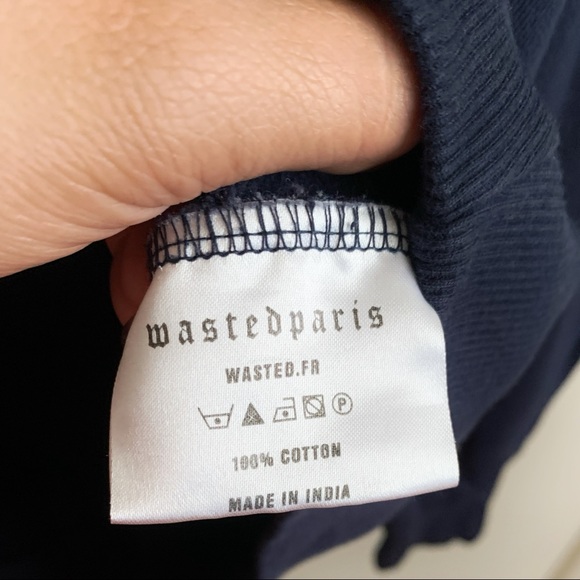 wastedparis
WASTED.FR
P
100% COTTON
MADE IN INDIA